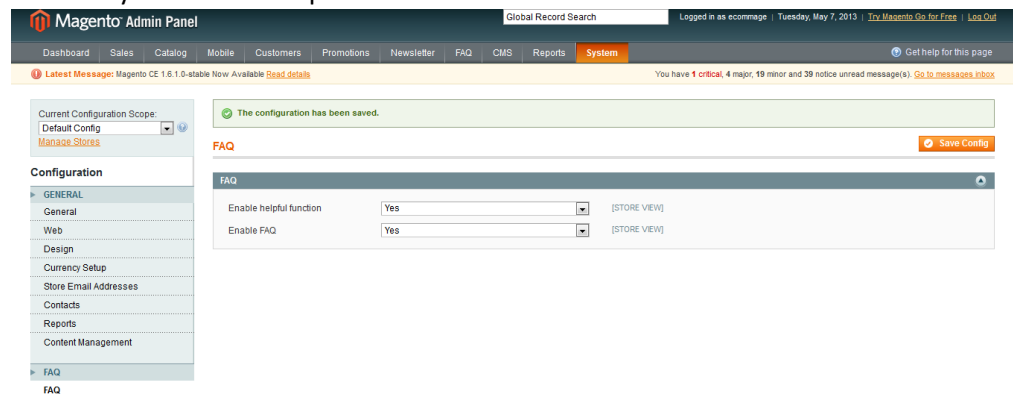 Magento Admin Panel
Global Record Search
Logged in as ecommage | Tuesday, May 7, 2013 | Try Magento Go for Free | Log Out
Dashboard Sales Catalog Mobile Customers Promotions Newsletter FAQ CMS Reports System
Get help for this page
Latest Message: Magento CE 1.6.1.0-stable Now Available Read details
You have 1 critical, 4 major, 19 minor and 39 notice unread message(s). Go to messages inbox
Current Configuration Scope:
Default Config
Manage Stores
The configuration has been saved.
FAQ
Save Config
Configuration
GENERAL
General
Web
Design
Currency Setup
Store Email Addresses
Contacts
Reports
Content Management
FAQ
FAQ
FAQ
Enable helpful function Yes [STORE VIEW]
Enable FAQ Yes [STORE VIEW]